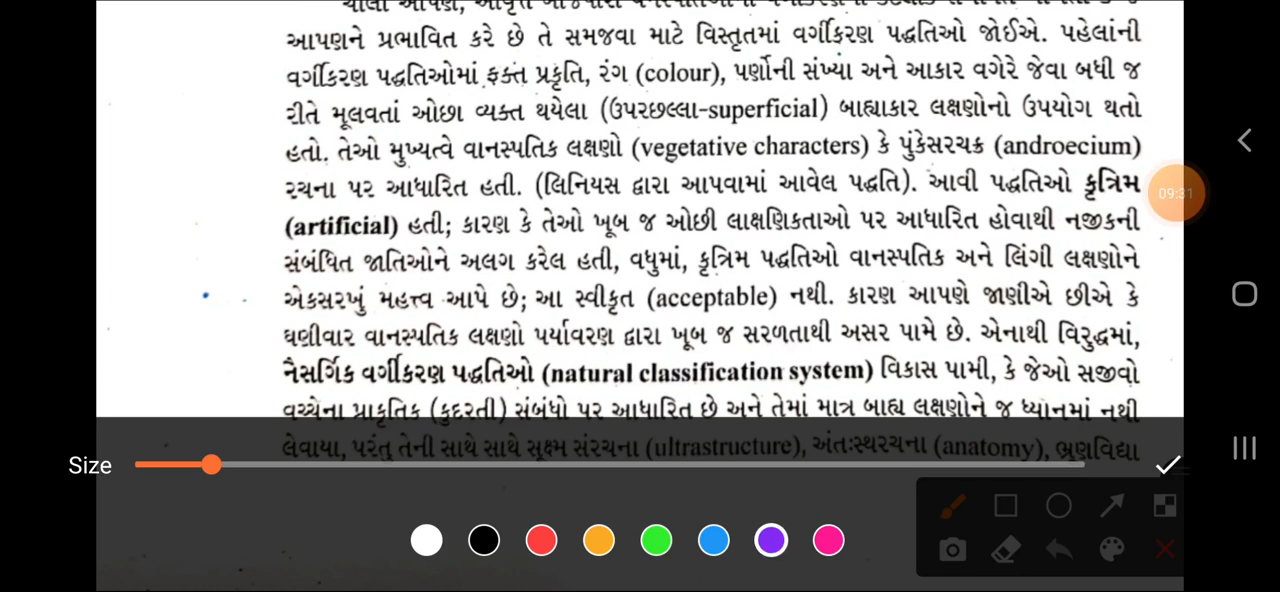 આપણને પ્રભાવિત કરે છે તે સમજવા માટે વિસ્તૃતમાં વર્ગીકરણ પદ્ધતિઓ જોઈએ. પહેલાંની
વર્ગીકરણ પદ્ધતિઓમાં ફક્ત પ્રકૃતિ, રંગ (colour), પર્ણોની સંખ્યા અને આકાર વગેરે જેવા બધી જ
રીતે મૂલવતાં ઓછા વ્યક્ત થયેલા (ઉપરછલ્લા-superficial) બાહ્યાકાર લક્ષણોનો ઉપયોગ થતો
હતો. તેઓ મુખ્યત્વે વાનસ્પતિક લક્ષણો (vegetative characters) કે પુંકેસરચક્ર (androecium)
રચના પર આધારિત હતી. (લિનિયસ દ્વારા આપવામાં આવેલ પદ્ધતિ). આવી પદ્ધતિઓ કૃત્રિમ
09:31
(artificial) હતી; કારણ કે તેઓ ખૂબ જ ઓછી લાક્ષણિકતાઓ પર આધારિત હોવાથી નજીકની
સંબંધિત જાતિઓને અલગ કરેલ હતી, વધુમાં, કૃત્રિમ પદ્ધતિઓ વાનસ્પતિક અને લિંગી લક્ષણોને
એકસરખું મહત્ત્વ આપે છે; આ સ્વીકૃત (acceptable) નથી. કારણ આપણે જાણીએ છીએ કે
ઘણીવાર વાનસ્પતિક લક્ષણો પર્યાવરણ દ્વારા ખૂબ જ સરળતાથી અસર પામે છે. એનાથી વિરુદ્ધમાં,
નૈસર્ગિક વર્ગીકરણ પદ્ધતિઓ (natural classification system) વિકાસ પામી, કે જેઓ સજીવો
વચ્ચેના પ્રાકૃતિક (કુદરતી) સંબંધો પર આધારિત છે અને તેમાં માત્ર બાહ્ય લક્ષણોને જ ધ્યાનમાં નથી
લેવાયા, પરંતુ તેની સાથે સાથે સૂક્ષ્મ સંરચના (ultrastructure), અંતઃસ્થરચના (anatomy), ભ્રૂણવિદ્યા
Size